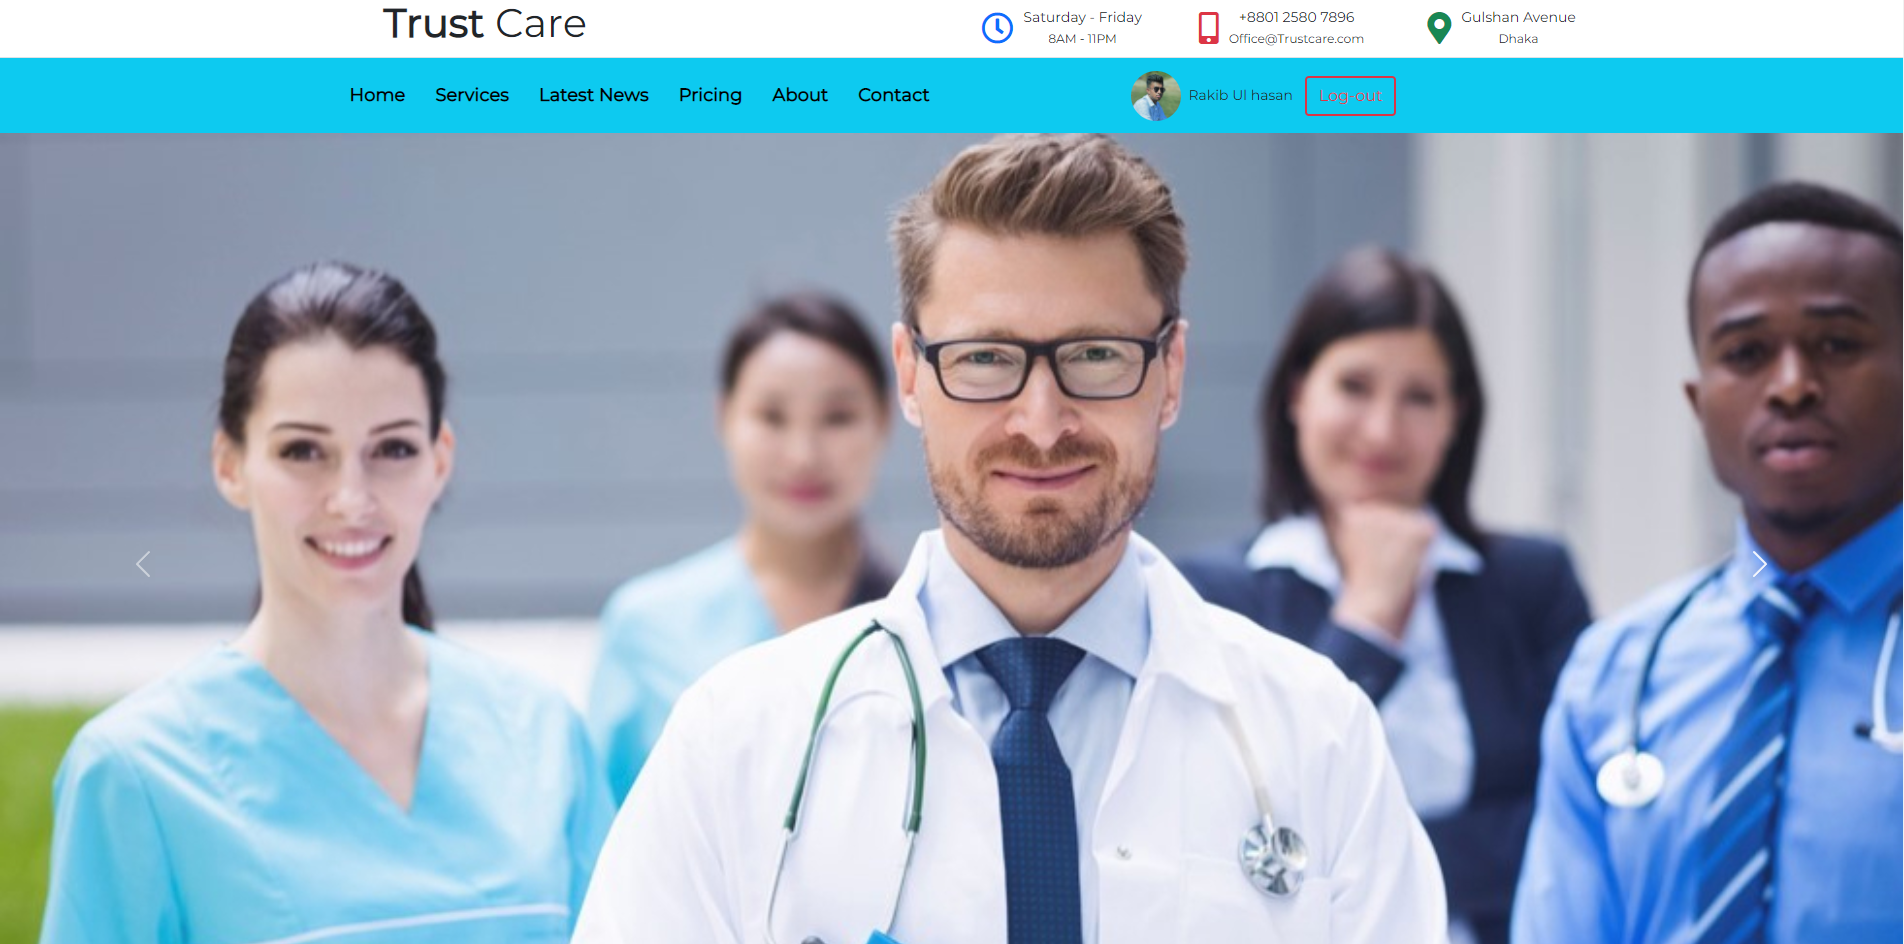 Trust Care
Saturday - Friday
8AM - 11PM
+8801 2580 7896
Office@Trustcare.com
Gulshan Avenue
Dhaka
Home
Services
Latest News
Pricing
About
Contact
Rakib Ul hasan
Log-out